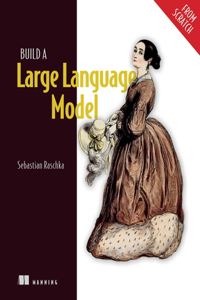 FROM
SCRATCH
BUILD A
Large Language
Model
Sebastian Raschka
MANNING